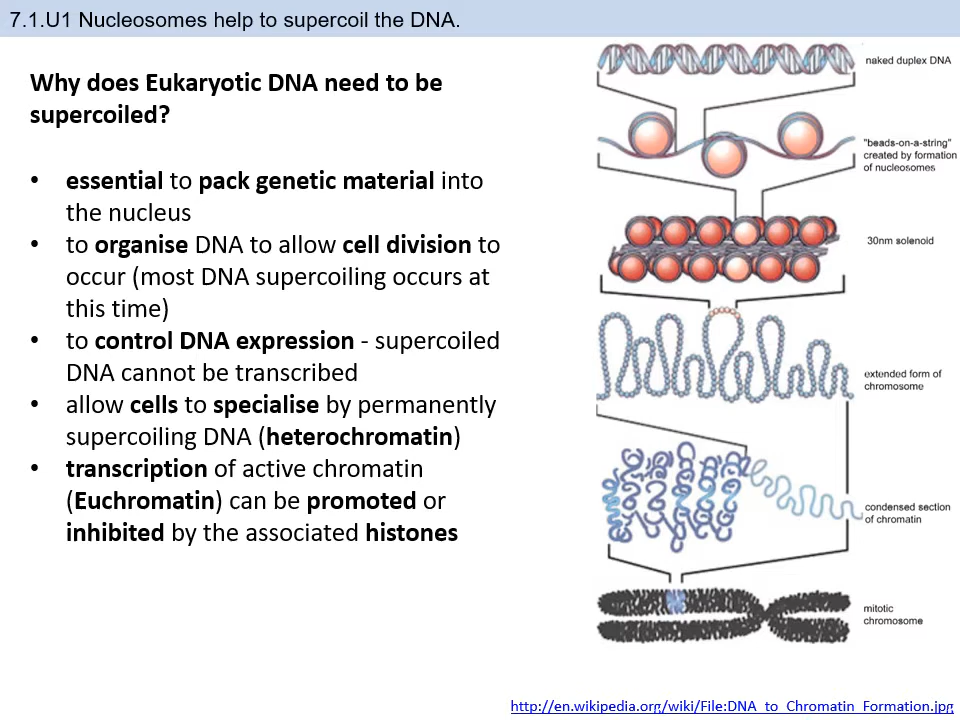 7.1.U1 Nucleosomes help to supercoil the DNA.
Why does Eukaryotic DNA need to be
supercoiled?
• essential to pack genetic material into
the nucleus
• to organise DNA to allow cell division to
occur (most DNA supercoiling occurs at
this time)
• to control DNA expression - supercoiled
DNA cannot be transcribed
• allow cells to specialise by permanently
supercoiling DNA (heterochromatin)
• transcription of active chromatin
(Euchromatin) can be promoted or
inhibited by the associated histones
naked duplex DNA
"beads-on-a-string"
created by formation
of nucleosomes
30nm solenoid
extended form of
chromosome
condensed section
of chromatin
mitotic
chromosome
http://en.wikipedia.org/wiki/File:DNA_to_Chromatin_Formation.jpg